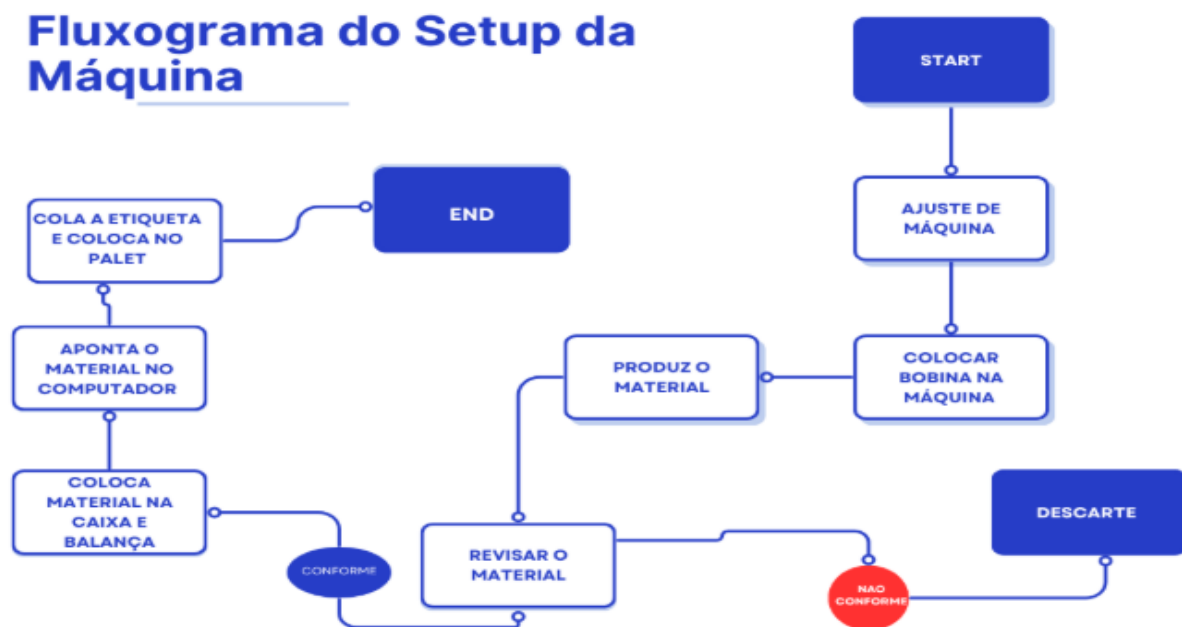 Fluxograma do Setup da
Máquina
START
AJUSTE DE
MÁQUINA
COLOCAR
BOBINA NA
MÁQUINA
PRODUZ O
MATERIAL
REVISAR O
MATERIAL
NAO
CONFORME
DESCARTE
CONFORME
COLOCA
MATERIAL NA
CAIXA E
BALANÇA
APONTA O
MATERIAL NO
COMPUTADOR
COLA A ETIQUETA
E COLOCA NO
PALET
END